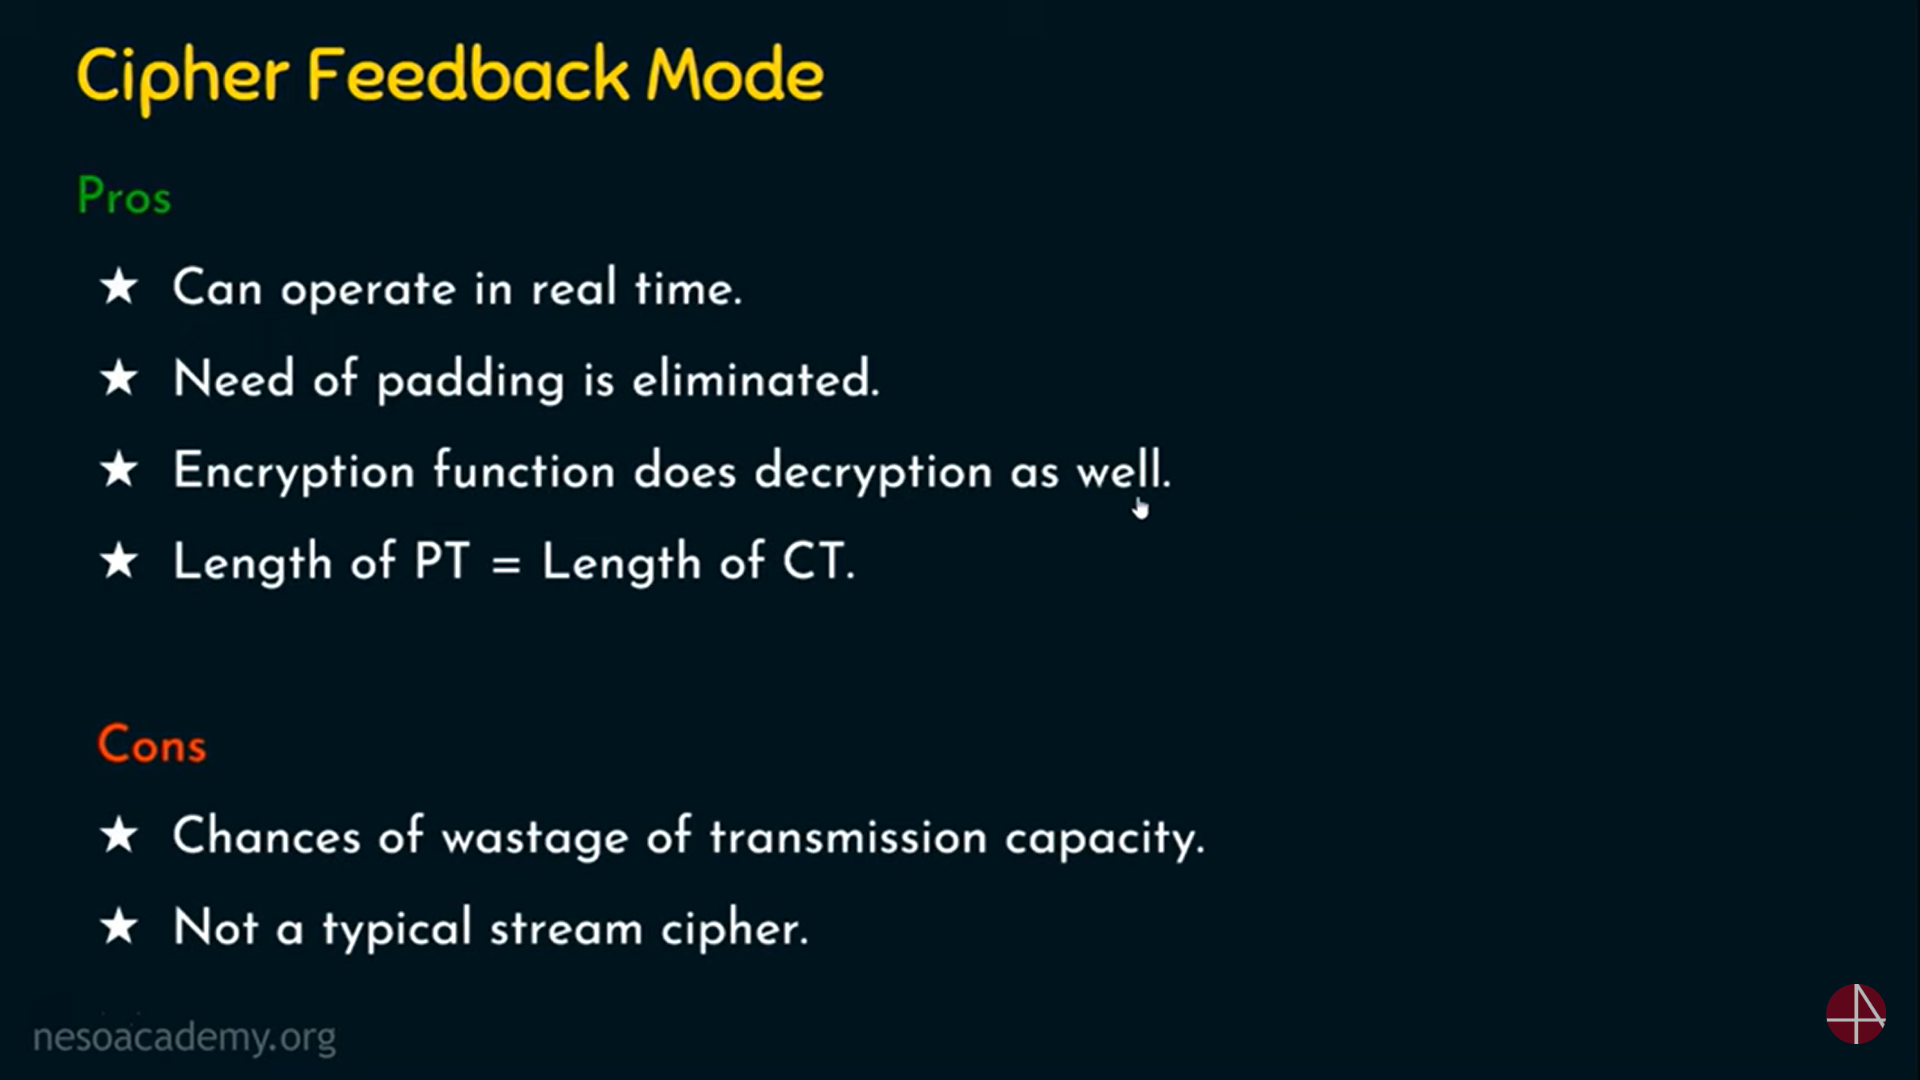 Cipher Feedback Mode
Pros
★ Can operate in real time.
★ Need of padding is eliminated.
★ Encryption function does decryption as well.
★ Length of PT = Length of CT.
Cons
★ Chances of wastage of transmission capacity.
★ Not a typical stream cipher.
nesoacademy.org